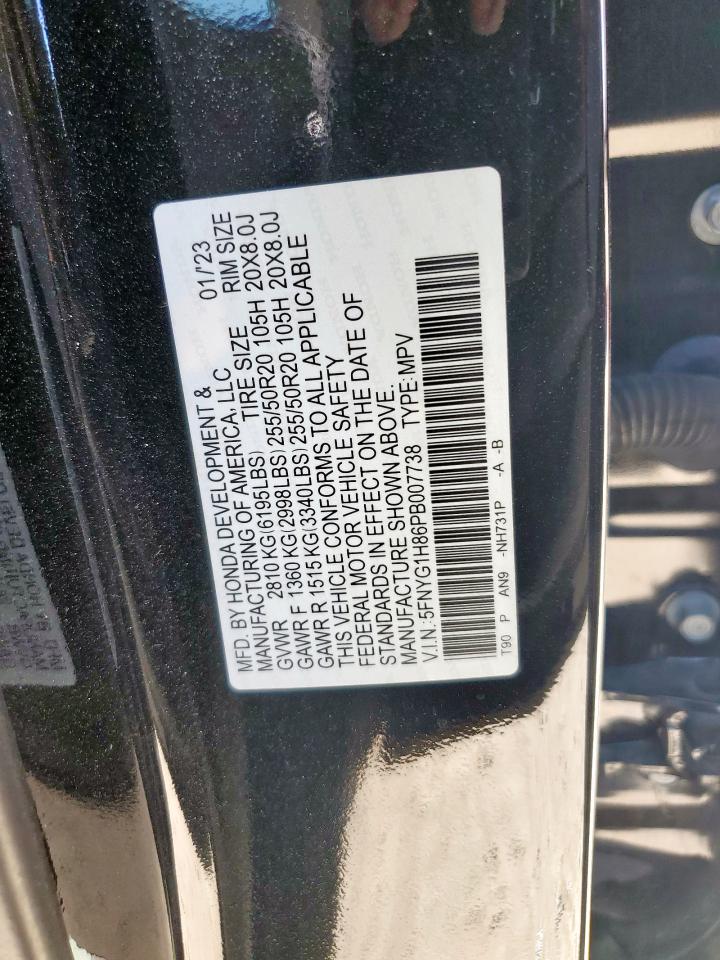 MFD. BY HONDA DEVELOPMENT & 01/'23
MANUFACTURING OF AMERICA, LLC TIRE SIZE RIM SIZE
GVWR 2810 KG(6195LBS)
GAWR F 1360 KG(2998LBS) 255/50R20 105H 20X8.0J
GAWR R 1515 KG(3340LBS) 255/50R20 105H 20X8.0J
THIS VEHICLE CONFORMS TO ALL APPLICABLE
FEDERAL MOTOR VEHICLE SAFETY
STANDARDS IN EFFECT ON THE DATE OF
MANUFACTURE SHOWN ABOVE.
V.I.N.: 5FNYG1H86PB007738 TYPE: MPV
T90 P AN9 -NH731P -A -B